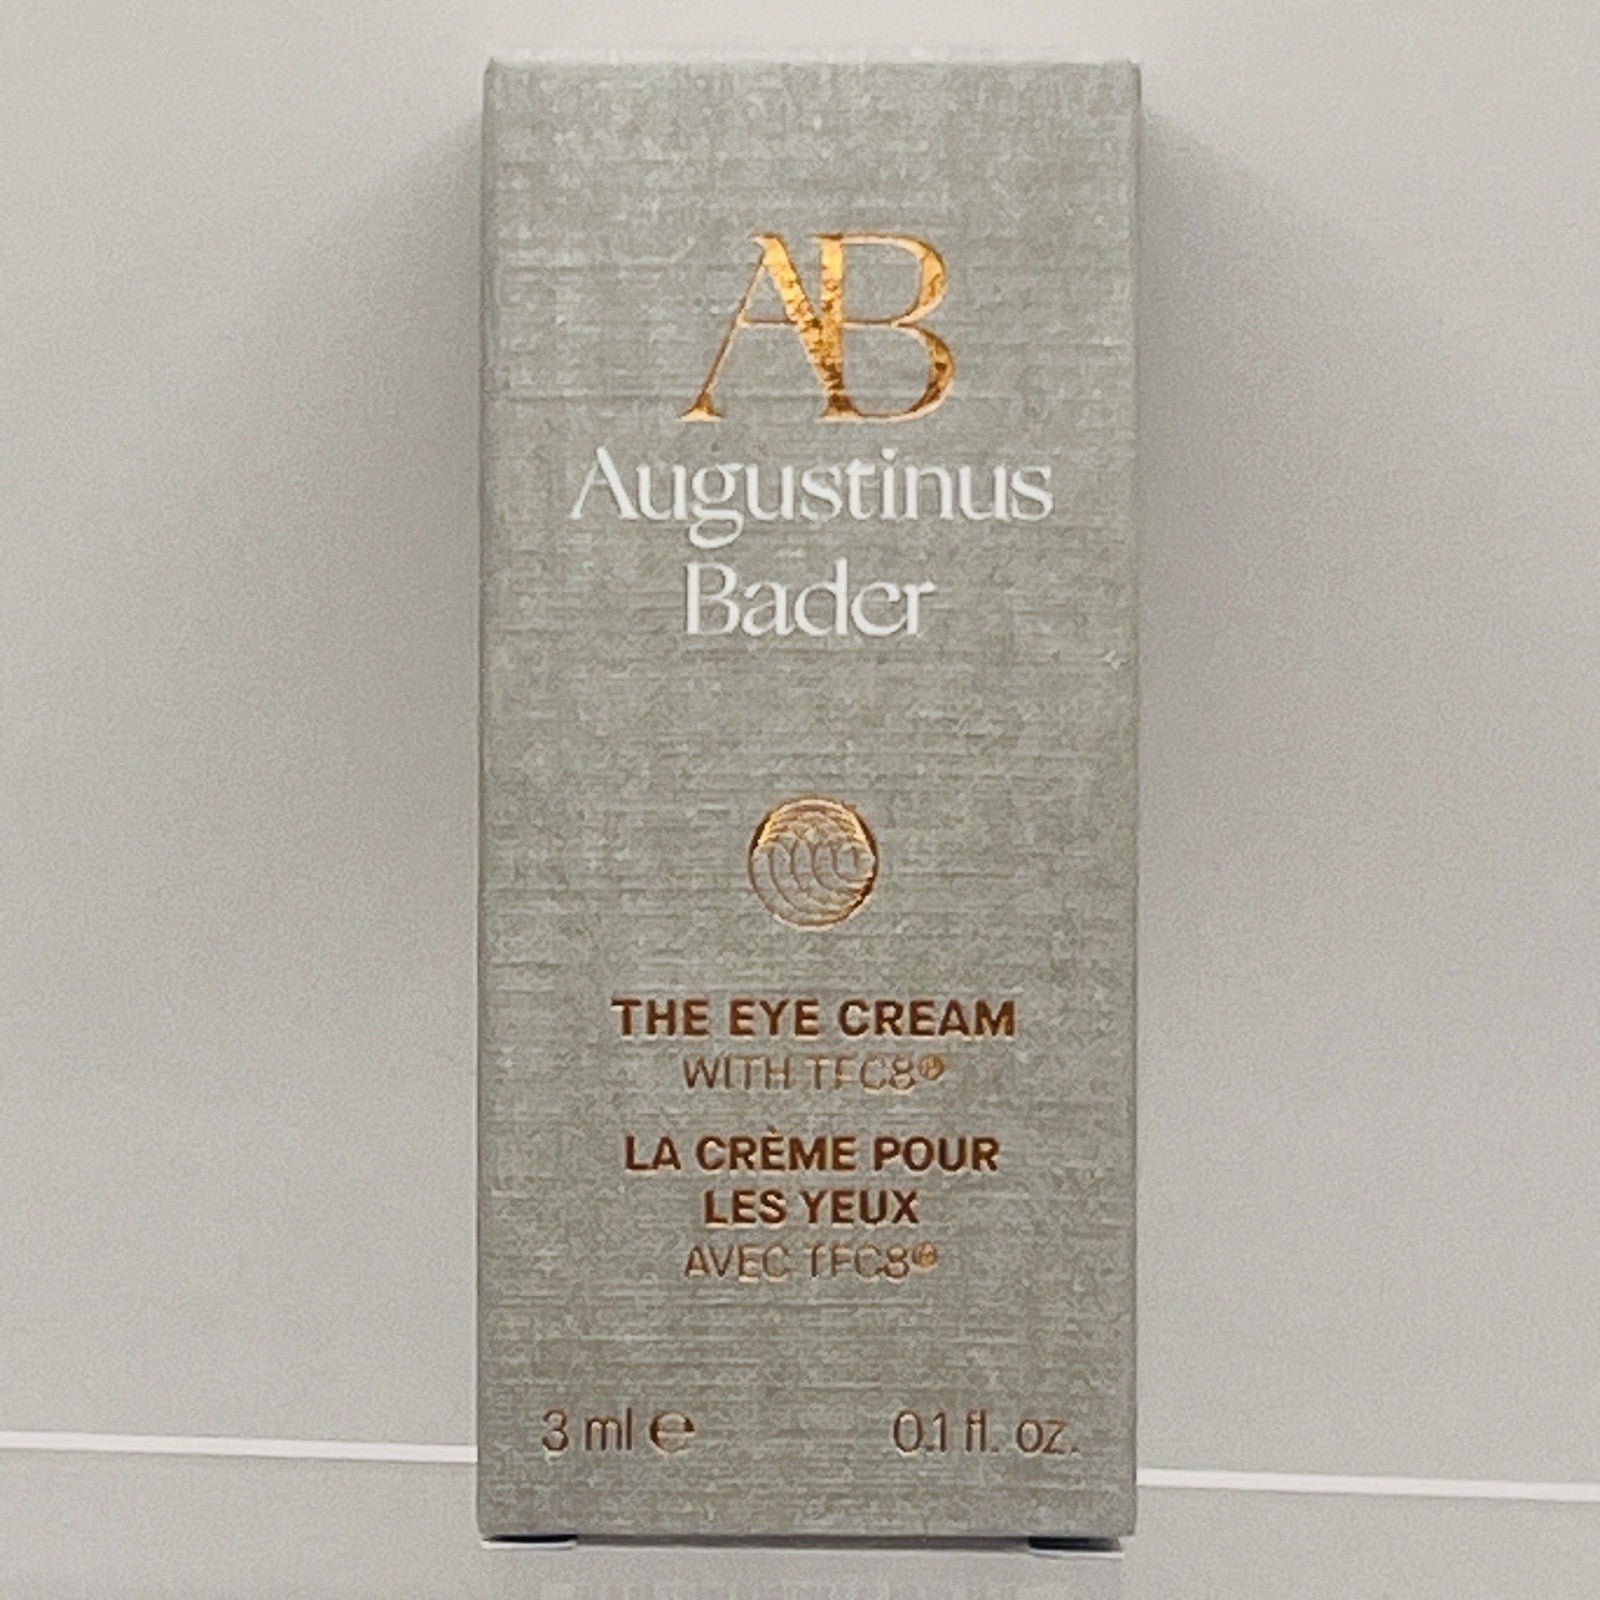 AB
Augustinus
Bader
THE EYE CREAM
WITH TFC8®
LA CRÈME POUR
LES YEUX
AVEC TFC8®
3 ml ℮ 0.1 fl. oz.